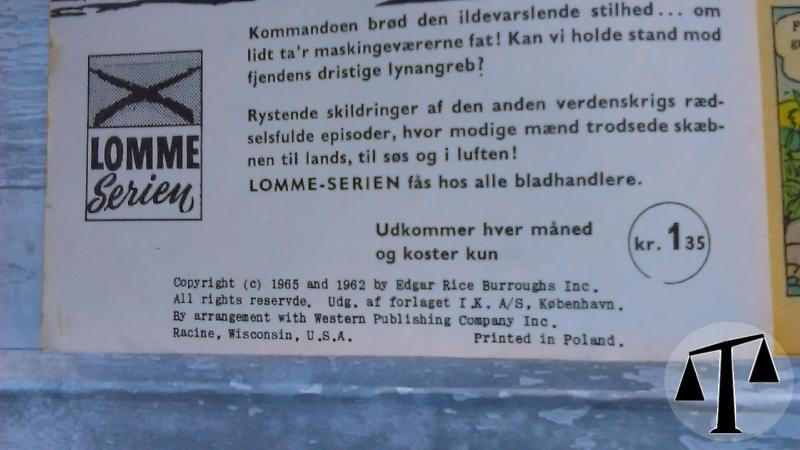 Kommandoen brød den ildevarslende stilhed... om
lidt ta'r maskingeværerne fat! Kan vi holde stand mod
fjendens dristige lynangreb?
Rystende skildringer af den anden verdenskrigs ræd-
selsfulde episoder, hvor modige mænd trodsede skæb-
nen til lands, til søs og i luften!
LOMME-SERIEN fås hos alle bladhandlere.
LOMME
Serien
Udkommer hver måned
og koster kun
kr. 1 35
Copyright (c) 1965 and 1962 by Edgar Rice Burroughs Inc.
All rights reservde. Udg. af forlaget I.K. A/S, København.
By arrangement with Western Publishing Company Inc.
Racine, Wisconsin, U.S.A. Printed in Poland.